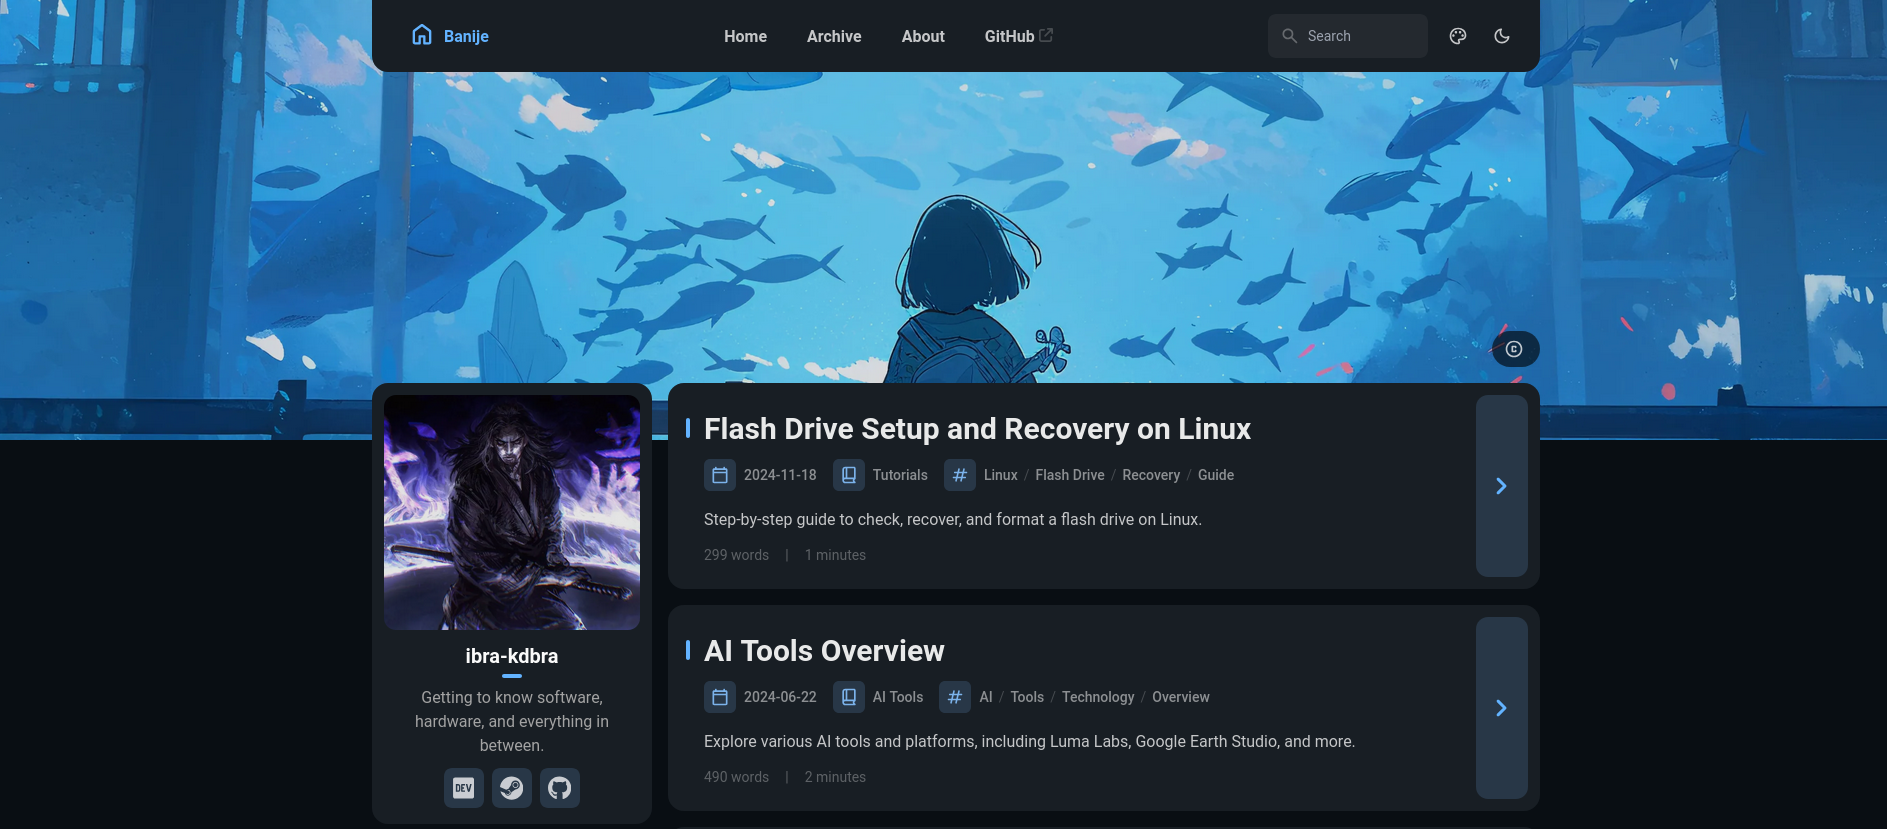 Banije
Home
Archive
About
GitHub
Search
ibra-kdbra
Getting to know software,
hardware, and everything in
between.
DEV
Flash Drive Setup and Recovery on Linux
2024-11-18 Tutorials Linux / Flash Drive / Recovery / Guide
Step-by-step guide to check, recover, and format a flash drive on Linux.
299 words | 1 minutes
AI Tools Overview
2024-06-22 AI Tools AI / Tools / Technology / Overview
Explore various AI tools and platforms, including Luma Labs, Google Earth Studio, and more.
490 words | 2 minutes